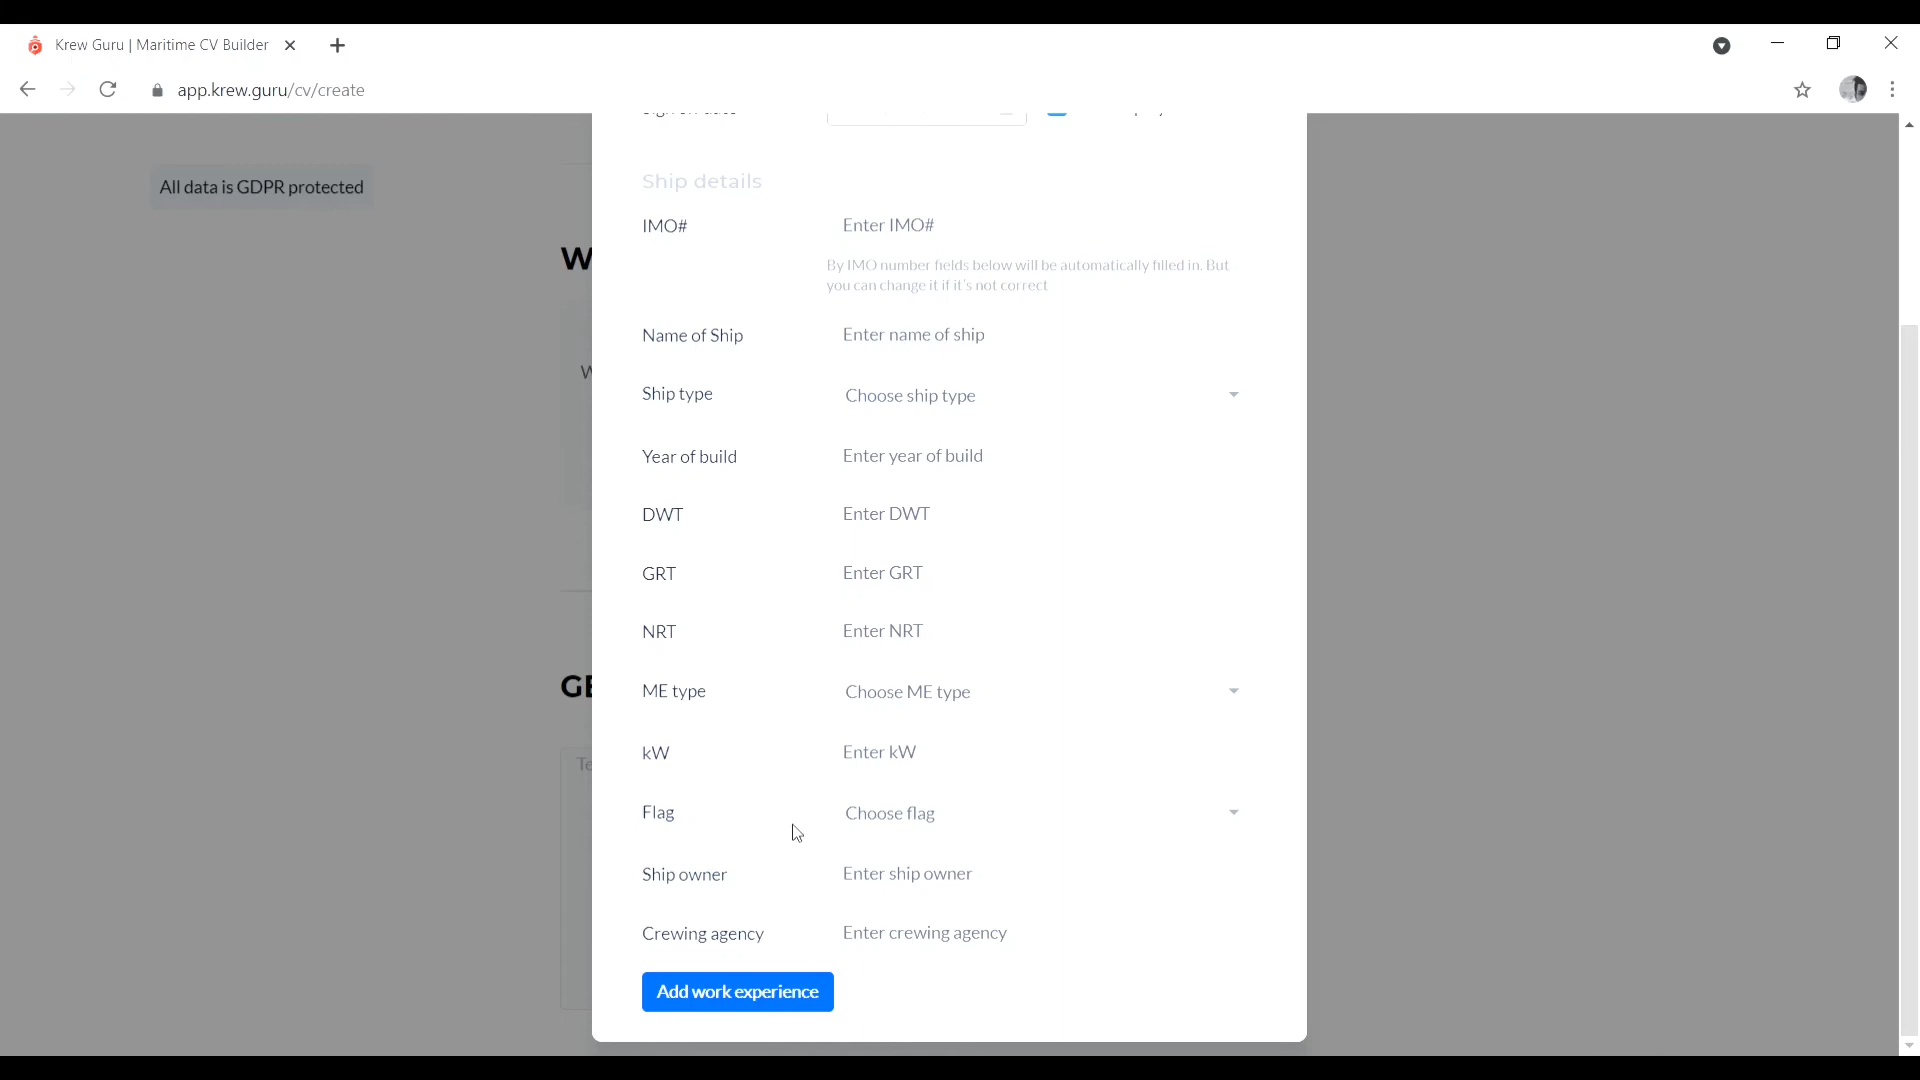 Krew Guru | Maritime CV Builder
app.krew.guru/cv/create
All data is GDPR protected
Ship details
IMO#
Enter IMO#
By IMO number fields below will be automatically filled in. But
you can change it if it's not correct
Name of Ship
Enter name of ship
Ship type
Choose ship type
Year of build
Enter year of build
DWT
Enter DWT
GRT
Enter GRT
NRT
Enter NRT
ME type
Choose ME type
kW
Enter kW
Flag
Choose flag
Ship owner
Enter ship owner
Crewing agency
Enter crewing agency
Add work experience